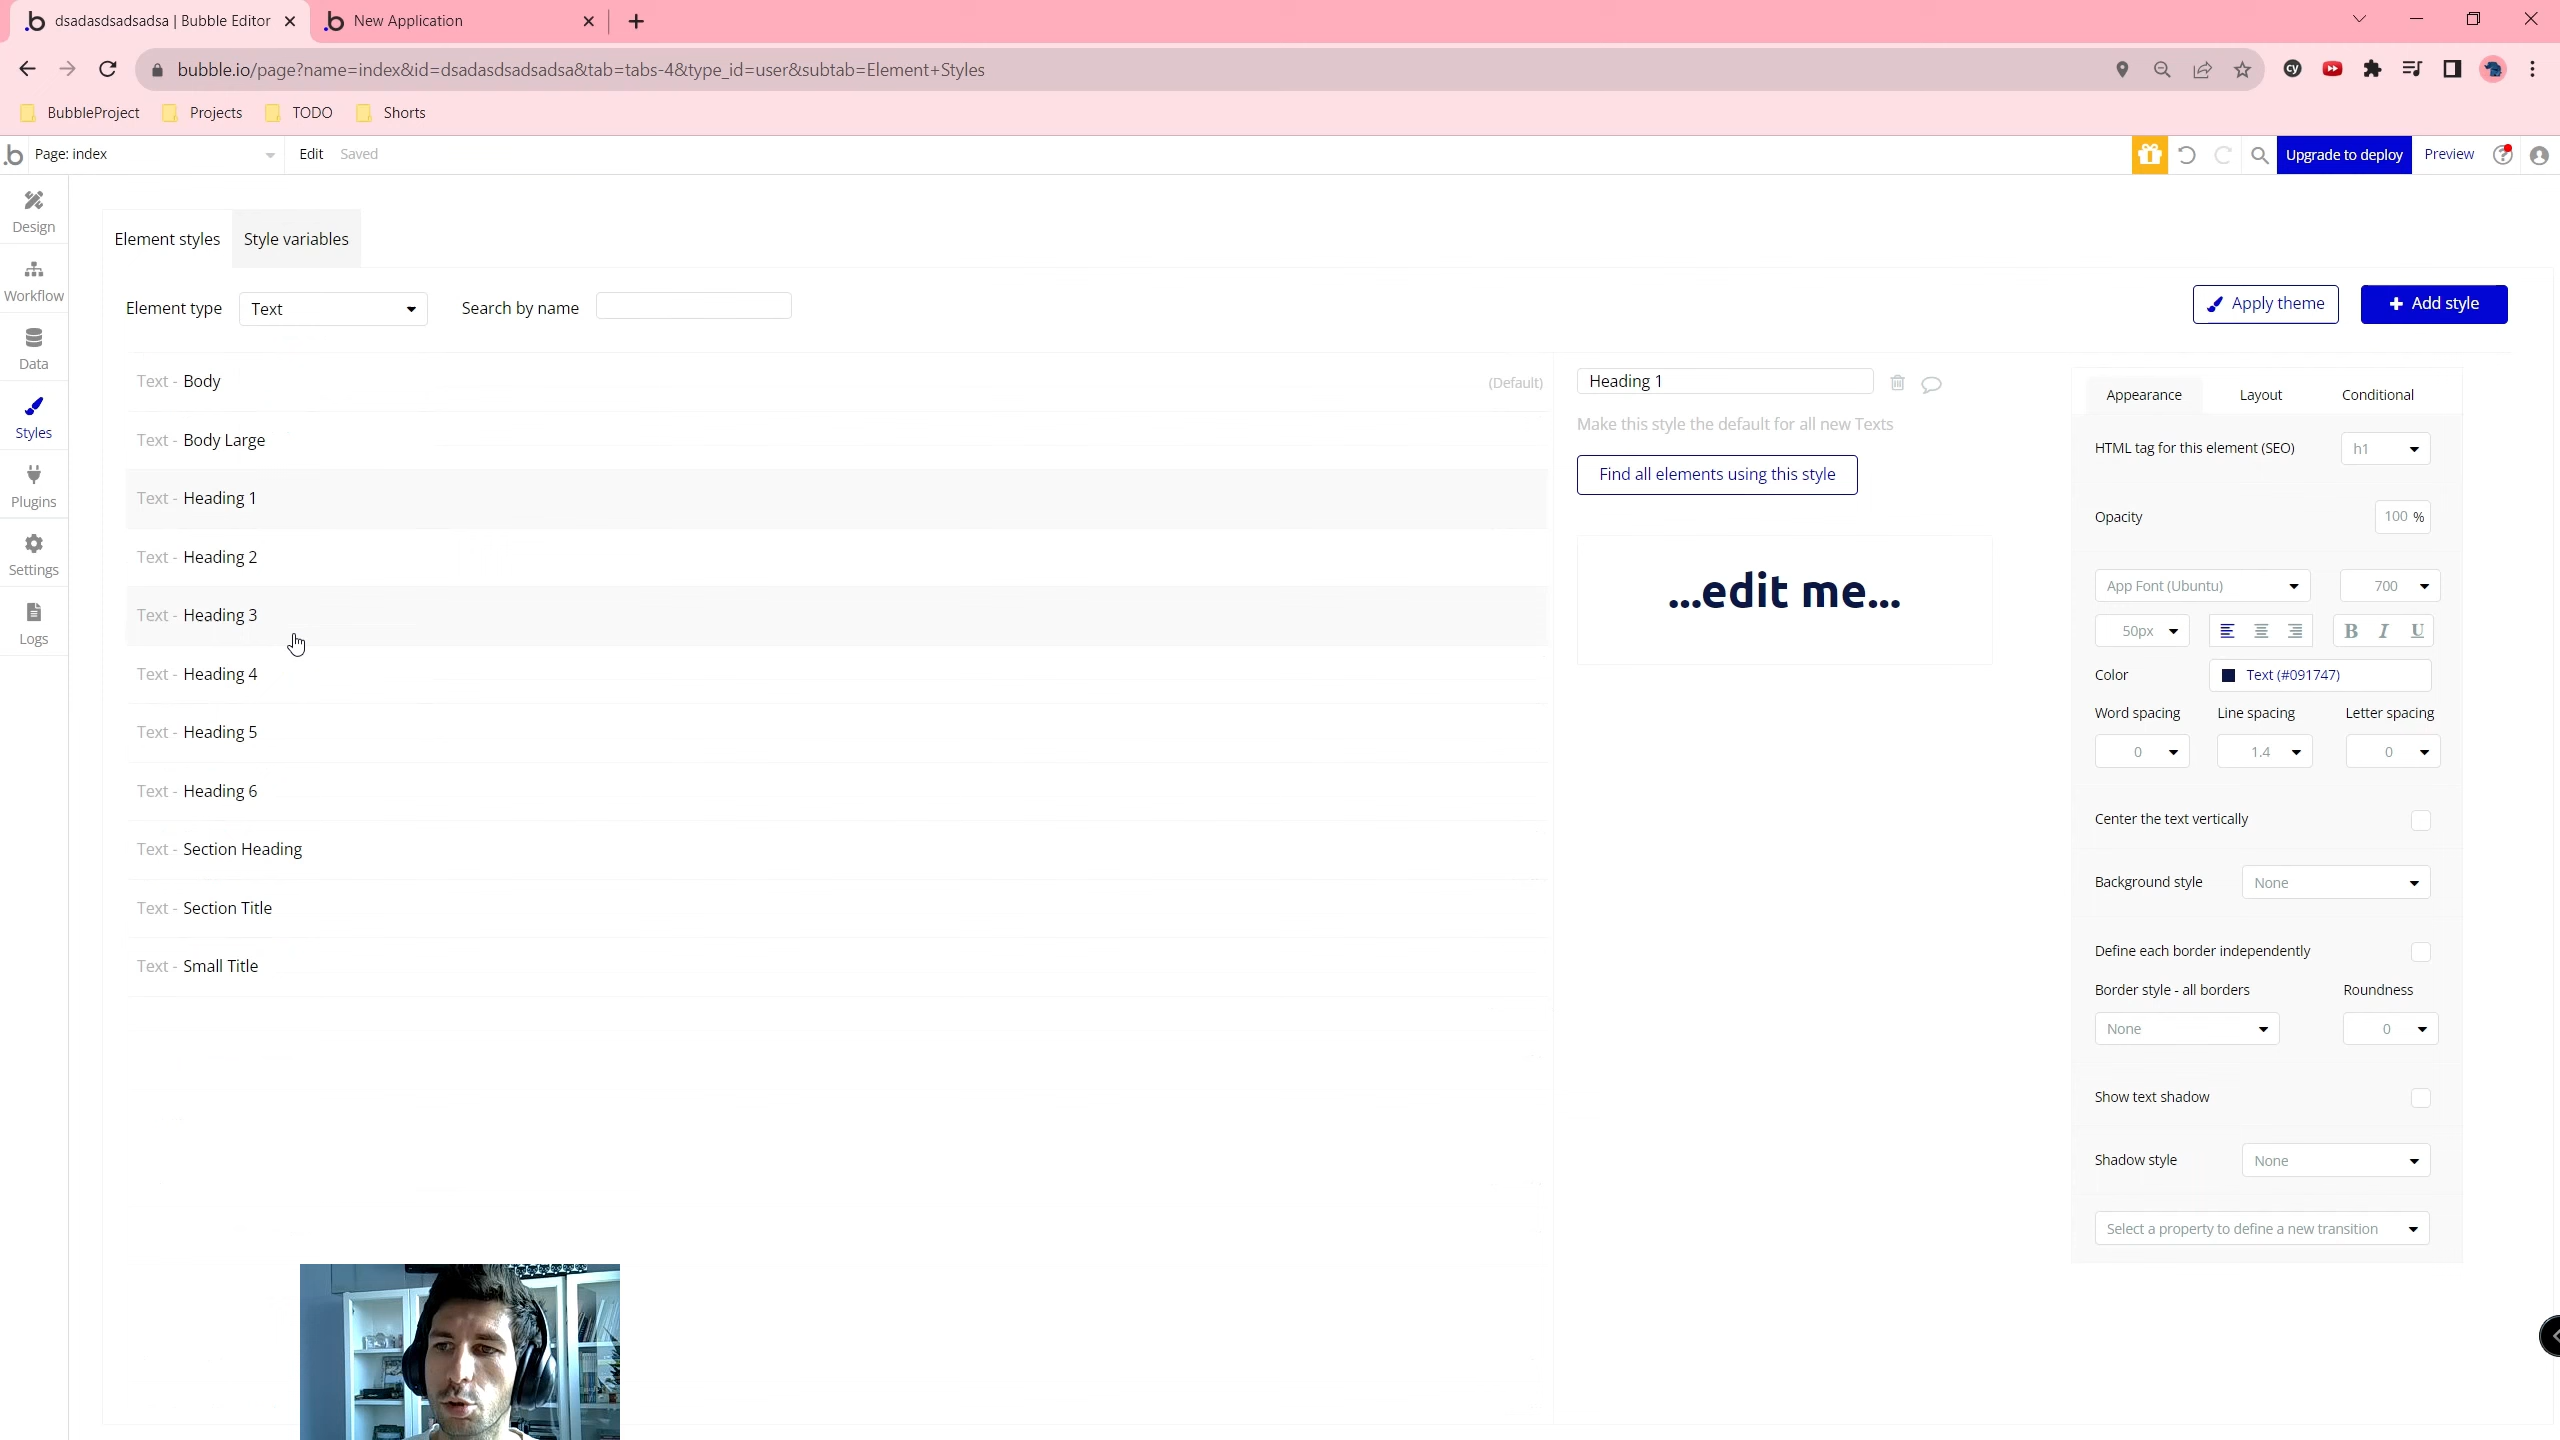 dsadasdsadsadsa | Bubble Editor
New Application
bubble.io/page?name=index&id=dsadasdsadsadsa&tab=tabs-4&type_id=user&subtab=Element+Styles
BubbleProject
Projects
TODO
Shorts
Page: index
Edit
Saved
Upgrade to deploy
Preview
Design
Workflow
Data
Styles
Plugins
Settings
Logs
Element styles
Style variables
Element type
Text
Search by name
Apply theme
+ Add style
Text - Body
(Default)
Text - Body Large
Text - Heading 1
Text - Heading 2
Text - Heading 3
Text - Heading 4
Text - Heading 5
Text - Heading 6
Text - Section Heading
Text - Section Title
Text - Small Title
Heading 1
Make this style the default for all new Texts
Find all elements using this style
...edit me...
Appearance
Layout
Conditional
HTML tag for this element (SEO)
h1
Opacity
100 %
App Font (Ubuntu)
700
50px
B I U
Color
Text (#091747)
Word spacing
Line spacing
Letter spacing
0
1.4
0
Center the text vertically
Background style
None
Define each border independently
Border style - all borders
Roundness
None
0
Show text shadow
Shadow style
None
Select a property to define a new transition